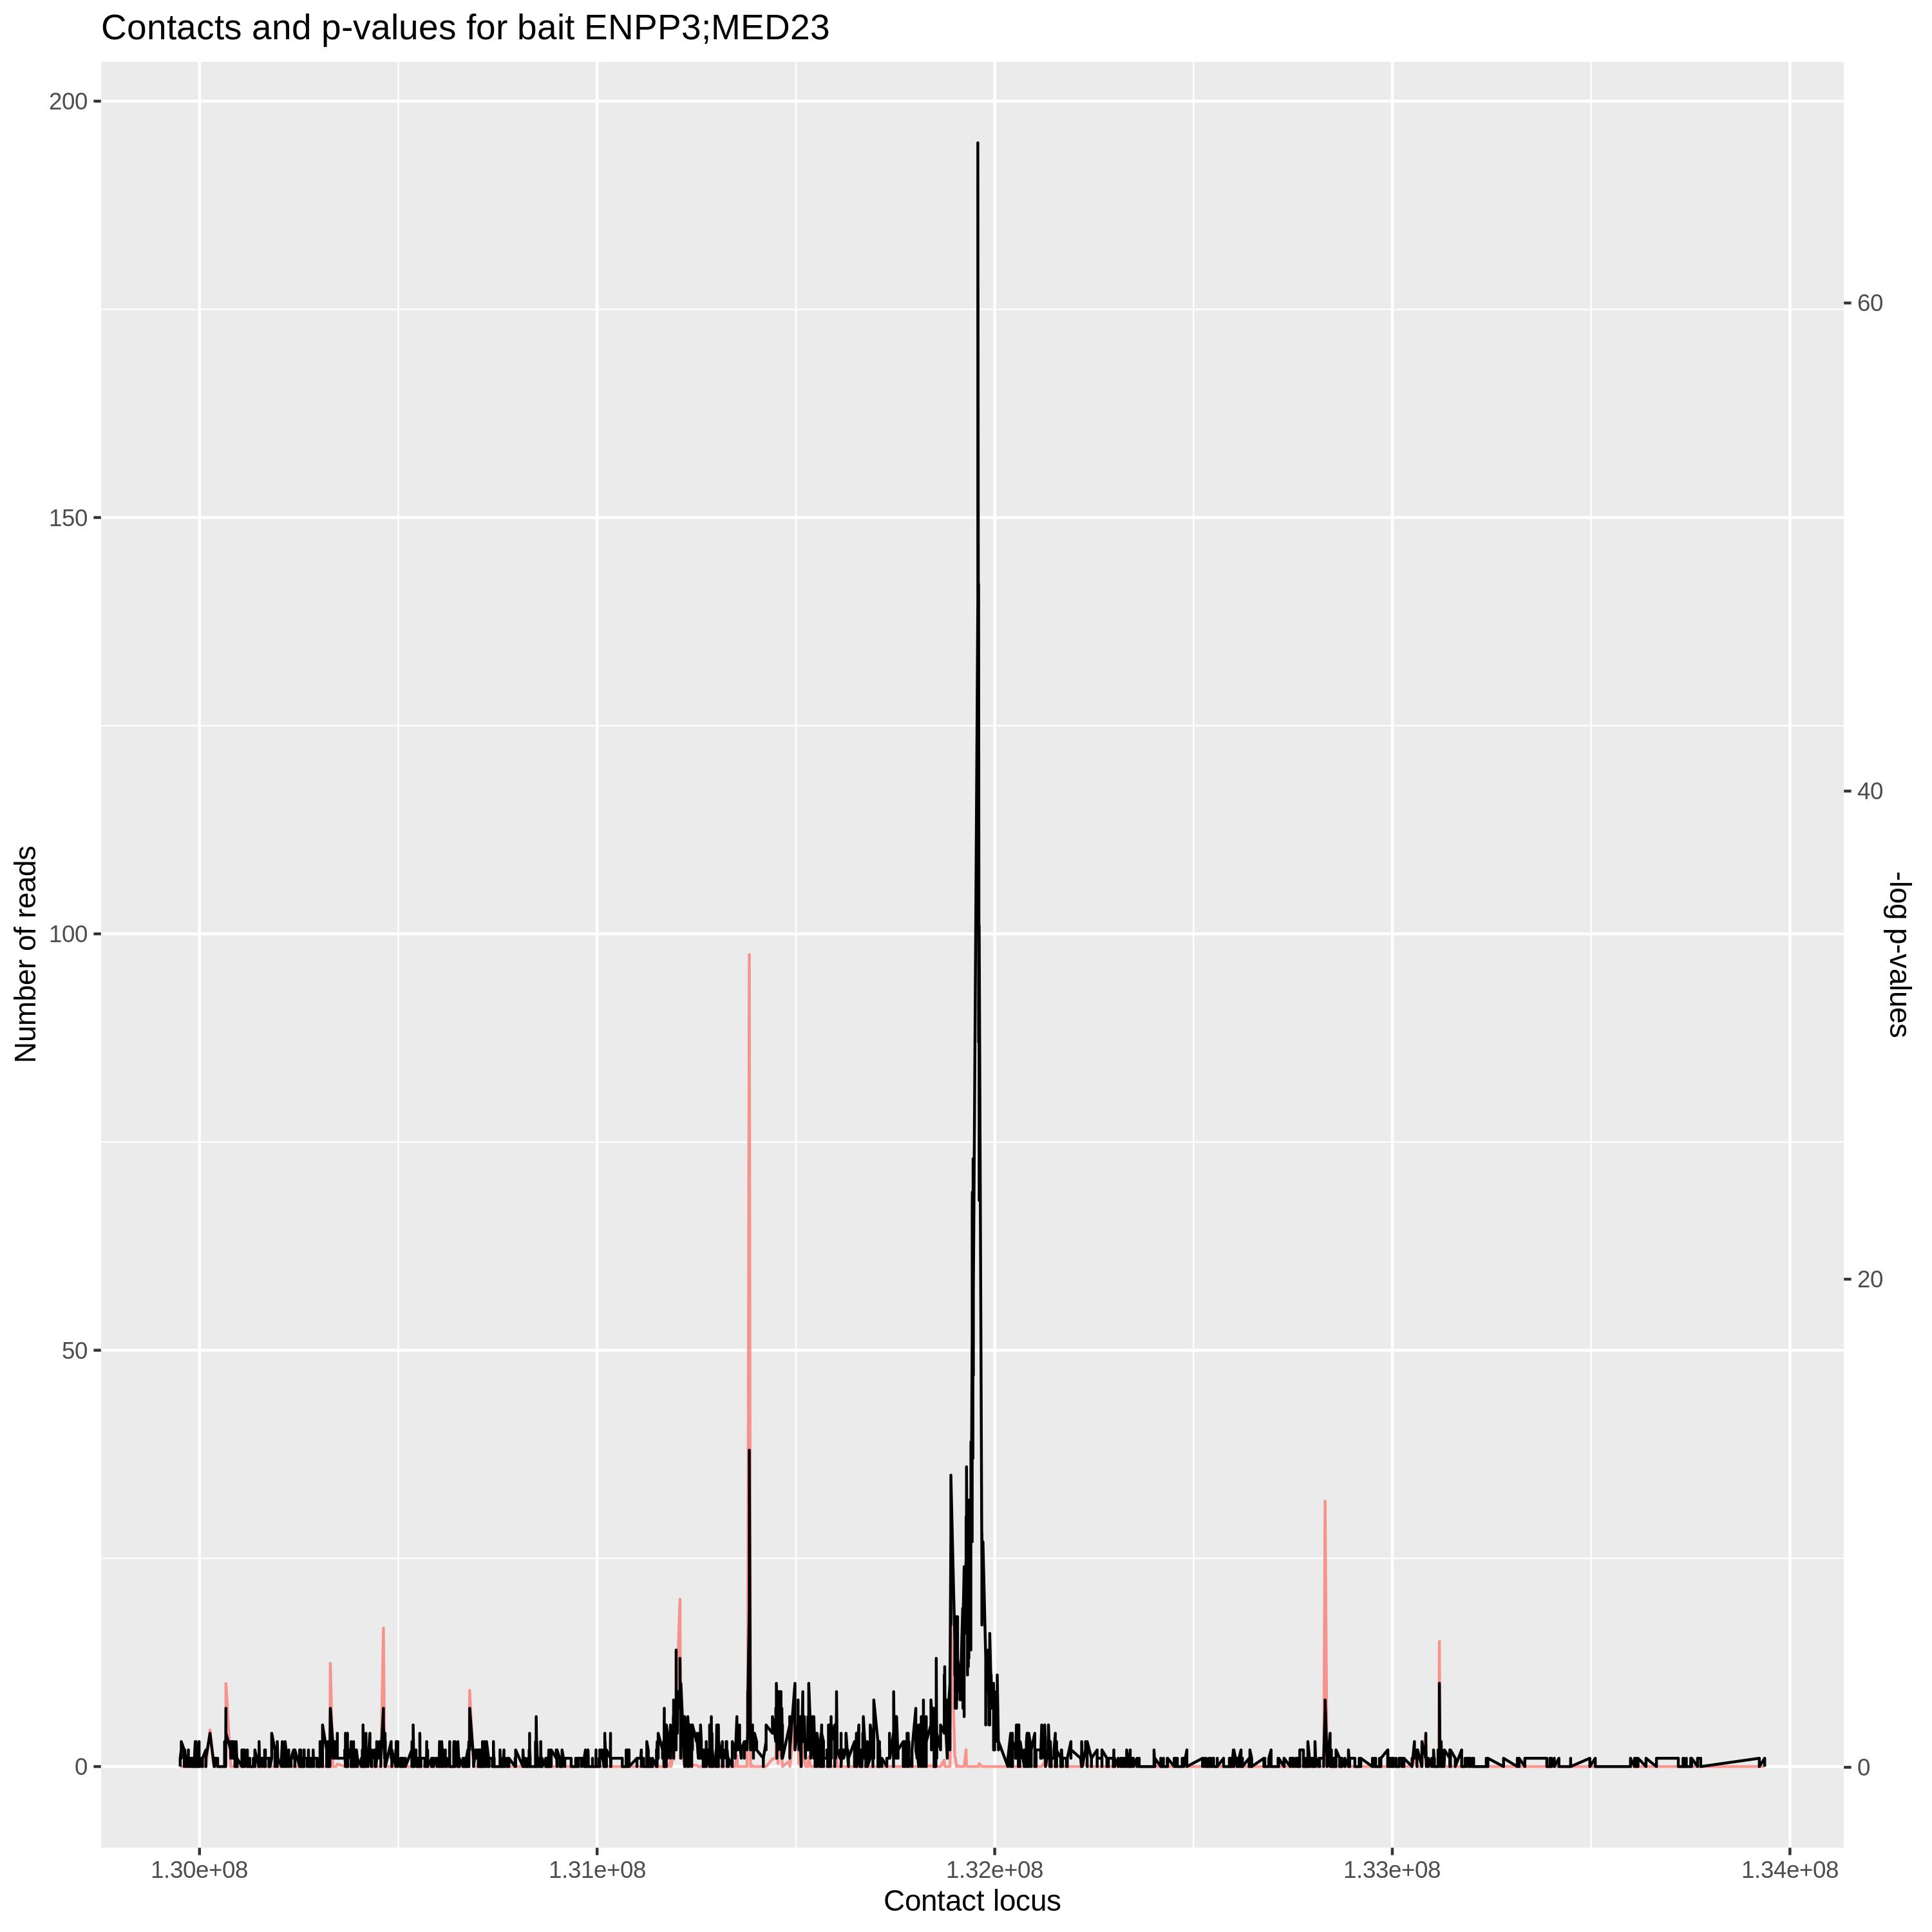 Contacts and p-values for bait ENPP3;MED23
200
150
100
50
0
Number of reads
60
40
20
0
-log p-values
1.30e+08 1.31e+08 1.32e+08 1.33e+08 1.34e+08
Contact locus